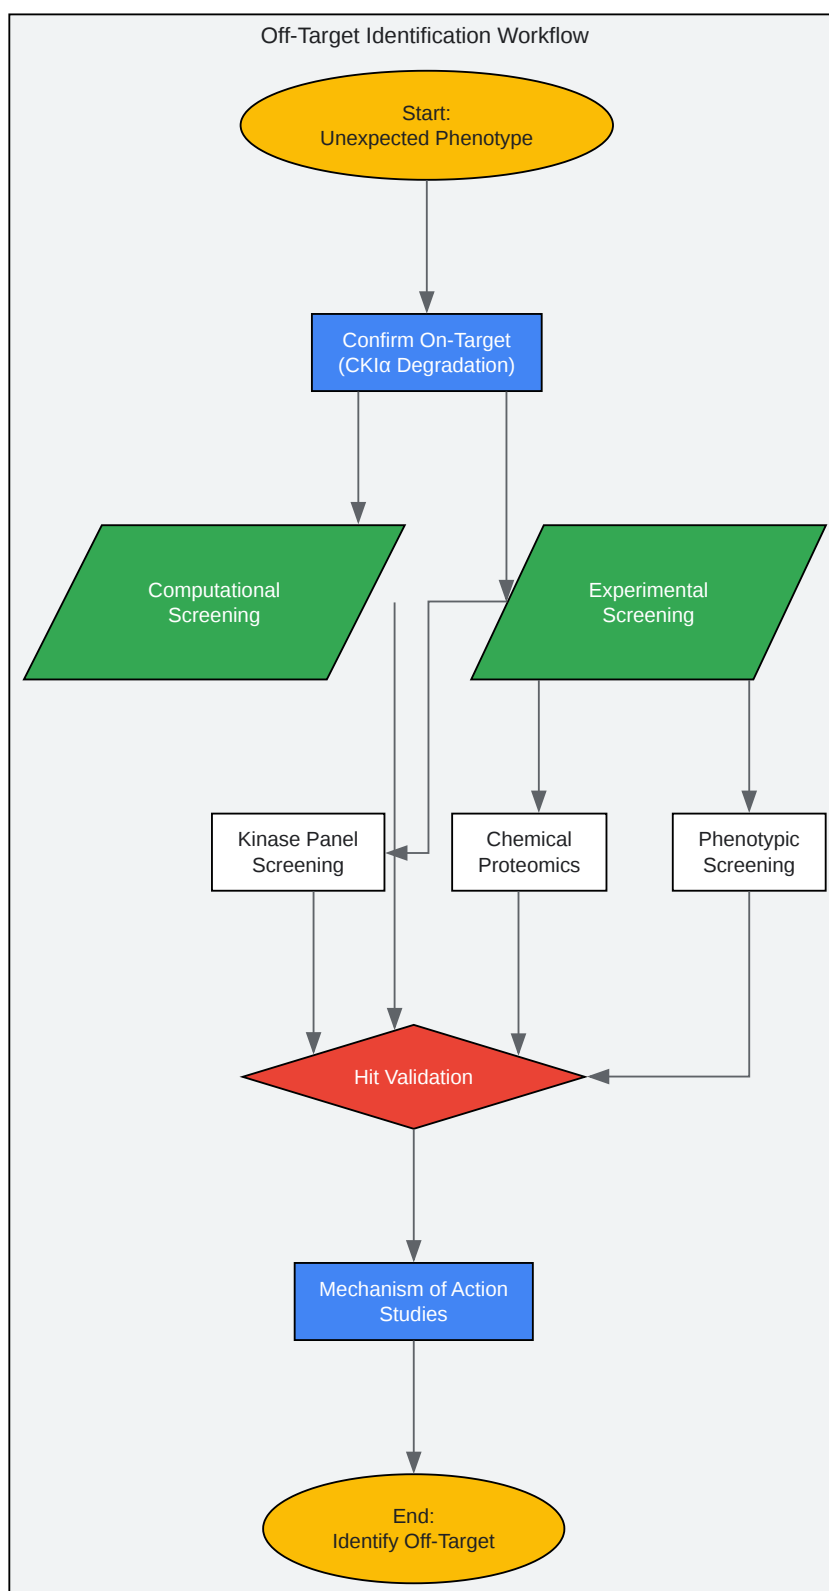 Off-Target Identification Workflow
Start:
Unexpected Phenotype
Confirm On-Target
(CKIα Degradation)
Computational
Screening
Experimental
Screening
Kinase Panel
Screening
Chemical
Proteomics
Phenotypic
Screening
Hit Validation
Mechanism of Action
Studies
End:
Identify Off-Target